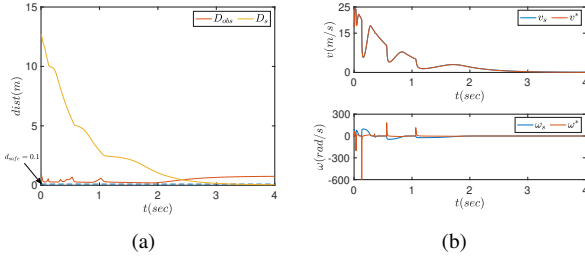 D_obs D_s
15
10
5
0
dist(m)
d_safe = 0.1
0 1 2 3 4
t(sec)
(a)
v_s v*
25
20
15
10
5
0
v(m/s)
0 1 2 3 4
t(sec)
ω_s ω*
300
0
-300
-600
ω(rad/s)
0 1 2 3 4
t(sec)
(b)